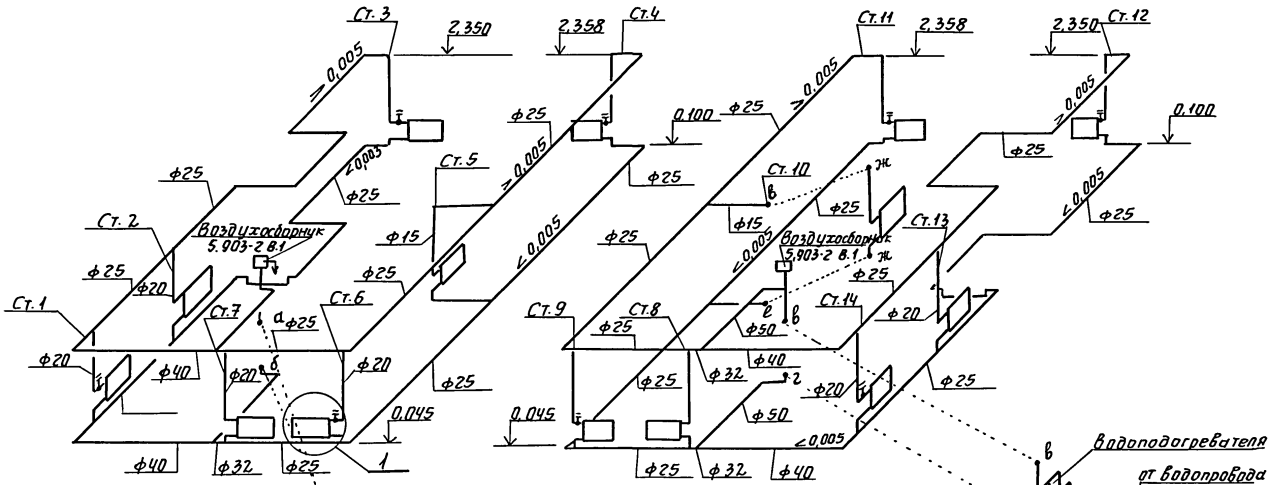 Ст. 3
2,350
2,358
Ст.4
Ст.11
2,358
2,350
Ст.12
⩾ 0,005
ф25
> 0,005
ф25
> 0,005
> 0,005
0,100
0,100
<0,003
ф25
ф25
Ст.5
ф25
Ст.10
в
ж
ф25
ф25
Ст. 2
Воздухосборник
5.903-2 В.1
ф15
<0,005
ф15
<0,005
Воздухосборник
5,903-2 В.1
ж
Ст.13
<0,005
ф25
ф25
ф20
ф25
ф25
ф25
Ст. 1
Ст.7
а
ф25
Ст.6
Ст.9
Ст.8
е
в
ф50
Ст.14
ф20
ф25
ф20
ф40
б
ф20
ф20
ф25
ф25
ф32
ф40
г
ф20
ф25
0,045
0,045
ф50
<0,005
ф40
ф32
ф25
1
ф25
ф32
ф40
в
водоподогревателя
от водопровода